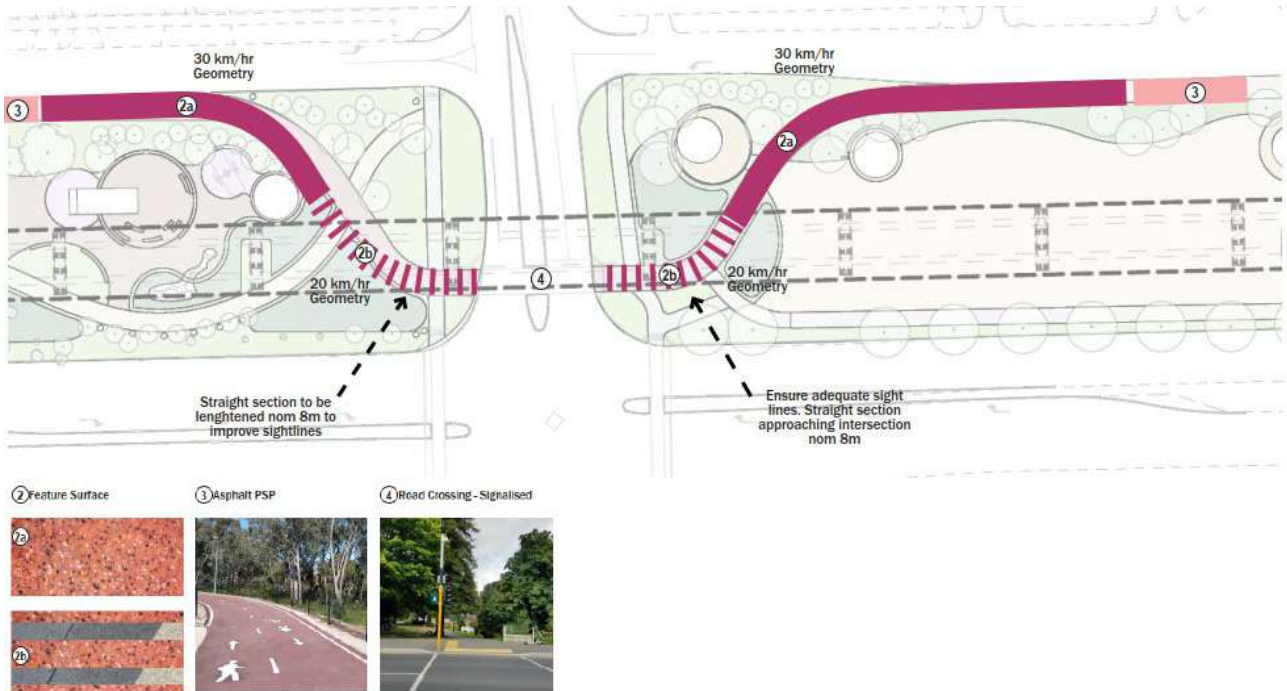 30 km/hr
Geometry
30 km/hr
Geometry
3
2a
2a
3
2b
4
2b
20 km/hr
Geometry
20 km/hr
Geometry
Straight section to be
lenghtened nom 8m to
improve sightlines
Ensure adequate sight
lines. Straight section
approaching intersection
nom 8m
2 Feature Surface
3 Asphalt PSP
4 Road Crossing - Signalised
2a
2b